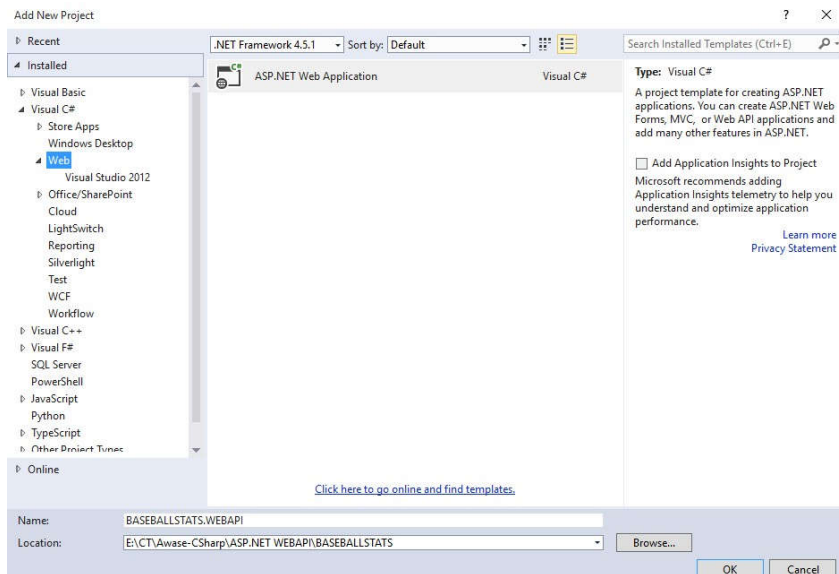 Add New Project
? X
Recent
Installed
Visual Basic
Visual C#
Store Apps
Windows Desktop
Web
Visual Studio 2012
Office/SharePoint
Cloud
LightSwitch
Reporting
Silverlight
Test
WCF
Workflow
Visual C++
Visual F#
SQL Server
PowerShell
JavaScript
Python
TypeScript
Other Project Types
Online
.NET Framework 4.5.1 Sort by: Default
ASP.NET Web Application Visual C#
Click here to go online and find templates.
Search Installed Templates (Ctrl+E)
Type: Visual C#
A project template for creating ASP.NET
applications. You can create ASP.NET Web
Forms, MVC, or Web API applications and
add many other features in ASP.NET.
Add Application Insights to Project
Microsoft recommends adding
Application Insights telemetry to help you
understand and optimize application
performance.
Learn more
Privacy Statement
Name: BASEBALLSTATS.WEBAPI
Location: E:\CT\Awase-CSharp\ASP.NET WEBAPI\BASEBALLSTATS
Browse...
OK Cancel